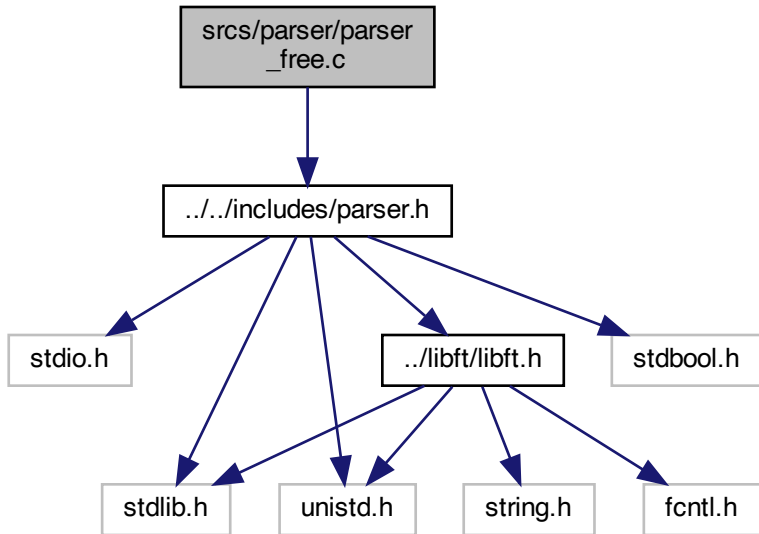 srcs/parser/parser
_free.c
../../includes/parser.h
stdio.h
../libft/libft.h
stdbool.h
stdlib.h
unistd.h
string.h
fcntl.h